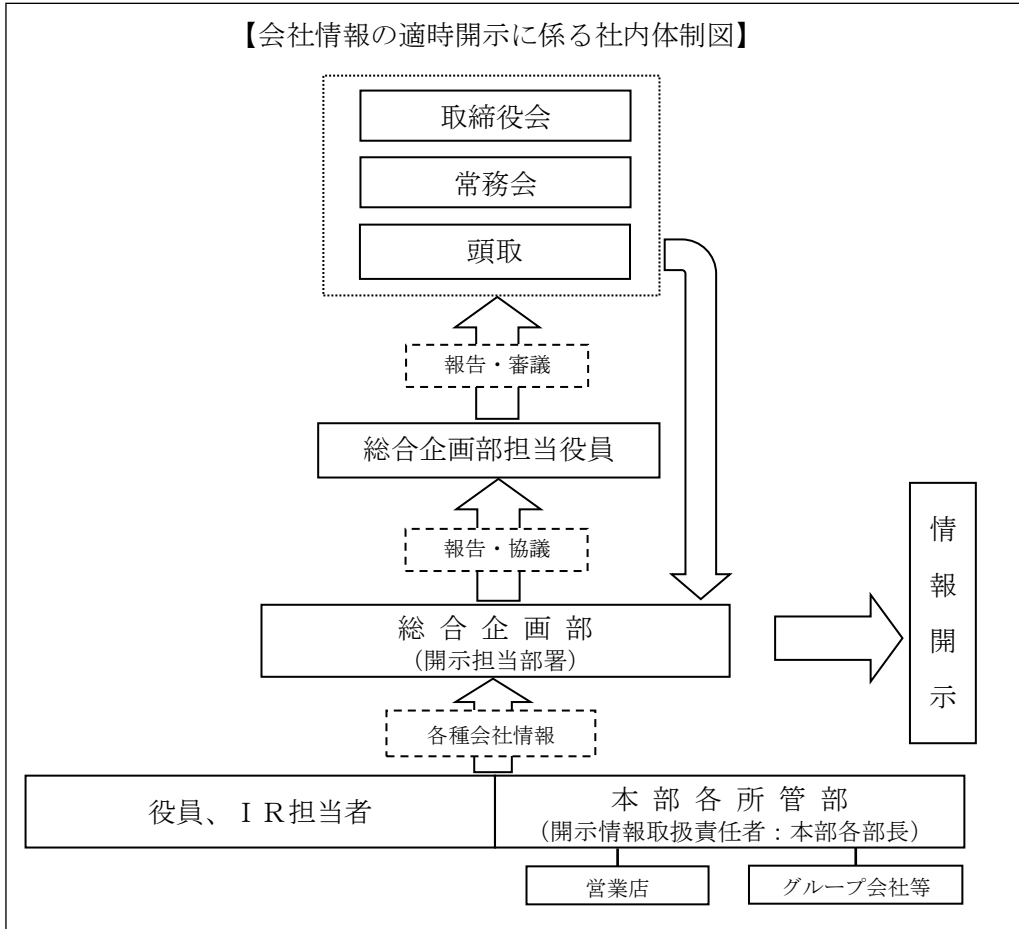 【会社情報の適時開示に係る社内体制図】
取締役会
常務会
頭取
報告・審議
総合企画部担当役員
報告・協議
総 合 企 画 部
（開示担当部署）
情報開示
各種会社情報
役員、ＩＲ担当者
本 部 各 所 管 部
（開示情報取扱責任者：本部各部長）
営業店
グループ会社等